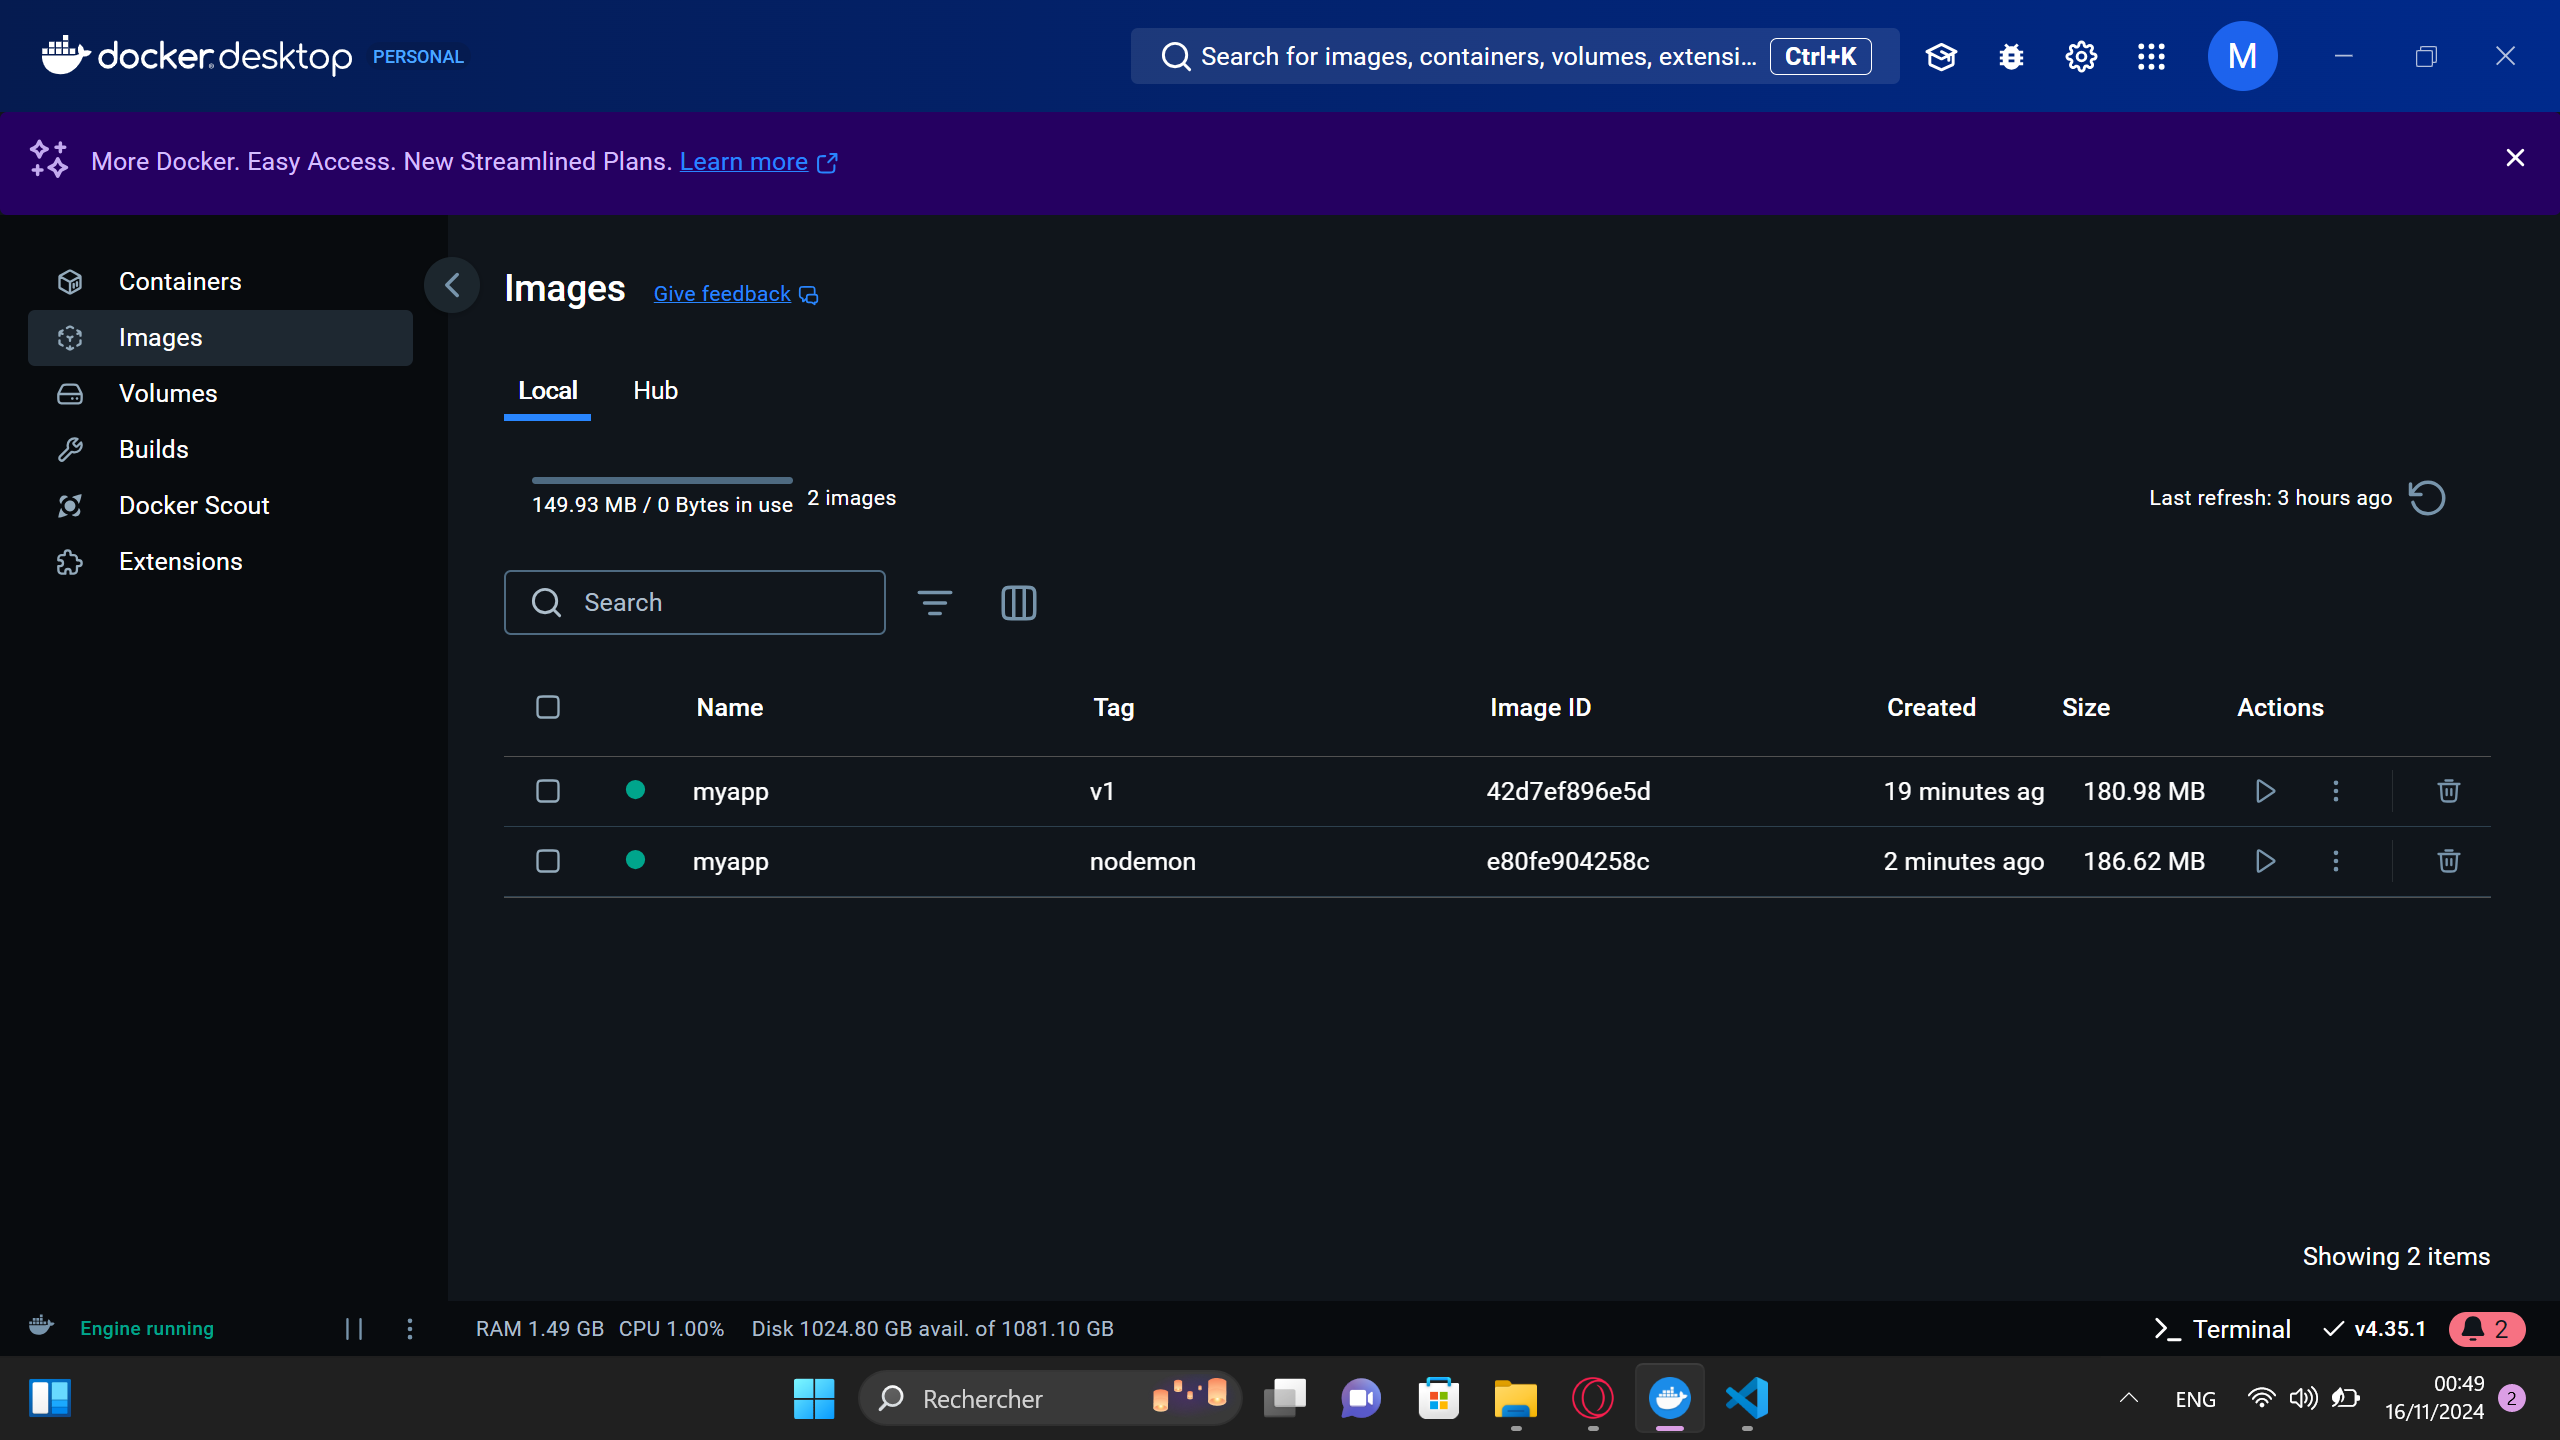 docker desktop PERSONAL
Search for images, containers, volumes, extensi... Ctrl+K
M
More Docker. Easy Access. New Streamlined Plans. Learn more
Containers
Images
Volumes
Builds
Docker Scout
Extensions
Images Give feedback
Local Hub
149.93 MB / 0 Bytes in use 2 images
Last refresh: 3 hours ago
Search
Name Tag Image ID Created Size Actions
myapp v1 42d7ef896e5d 19 minutes ag 180.98 MB
myapp nodemon e80fe904258c 2 minutes ago 186.62 MB
Showing 2 items
Engine running
RAM 1.49 GB CPU 1.00% Disk 1024.80 GB avail. of 1081.10 GB
Terminal v4.35.1 2
Rechercher
ENG
00:49
16/11/2024
2